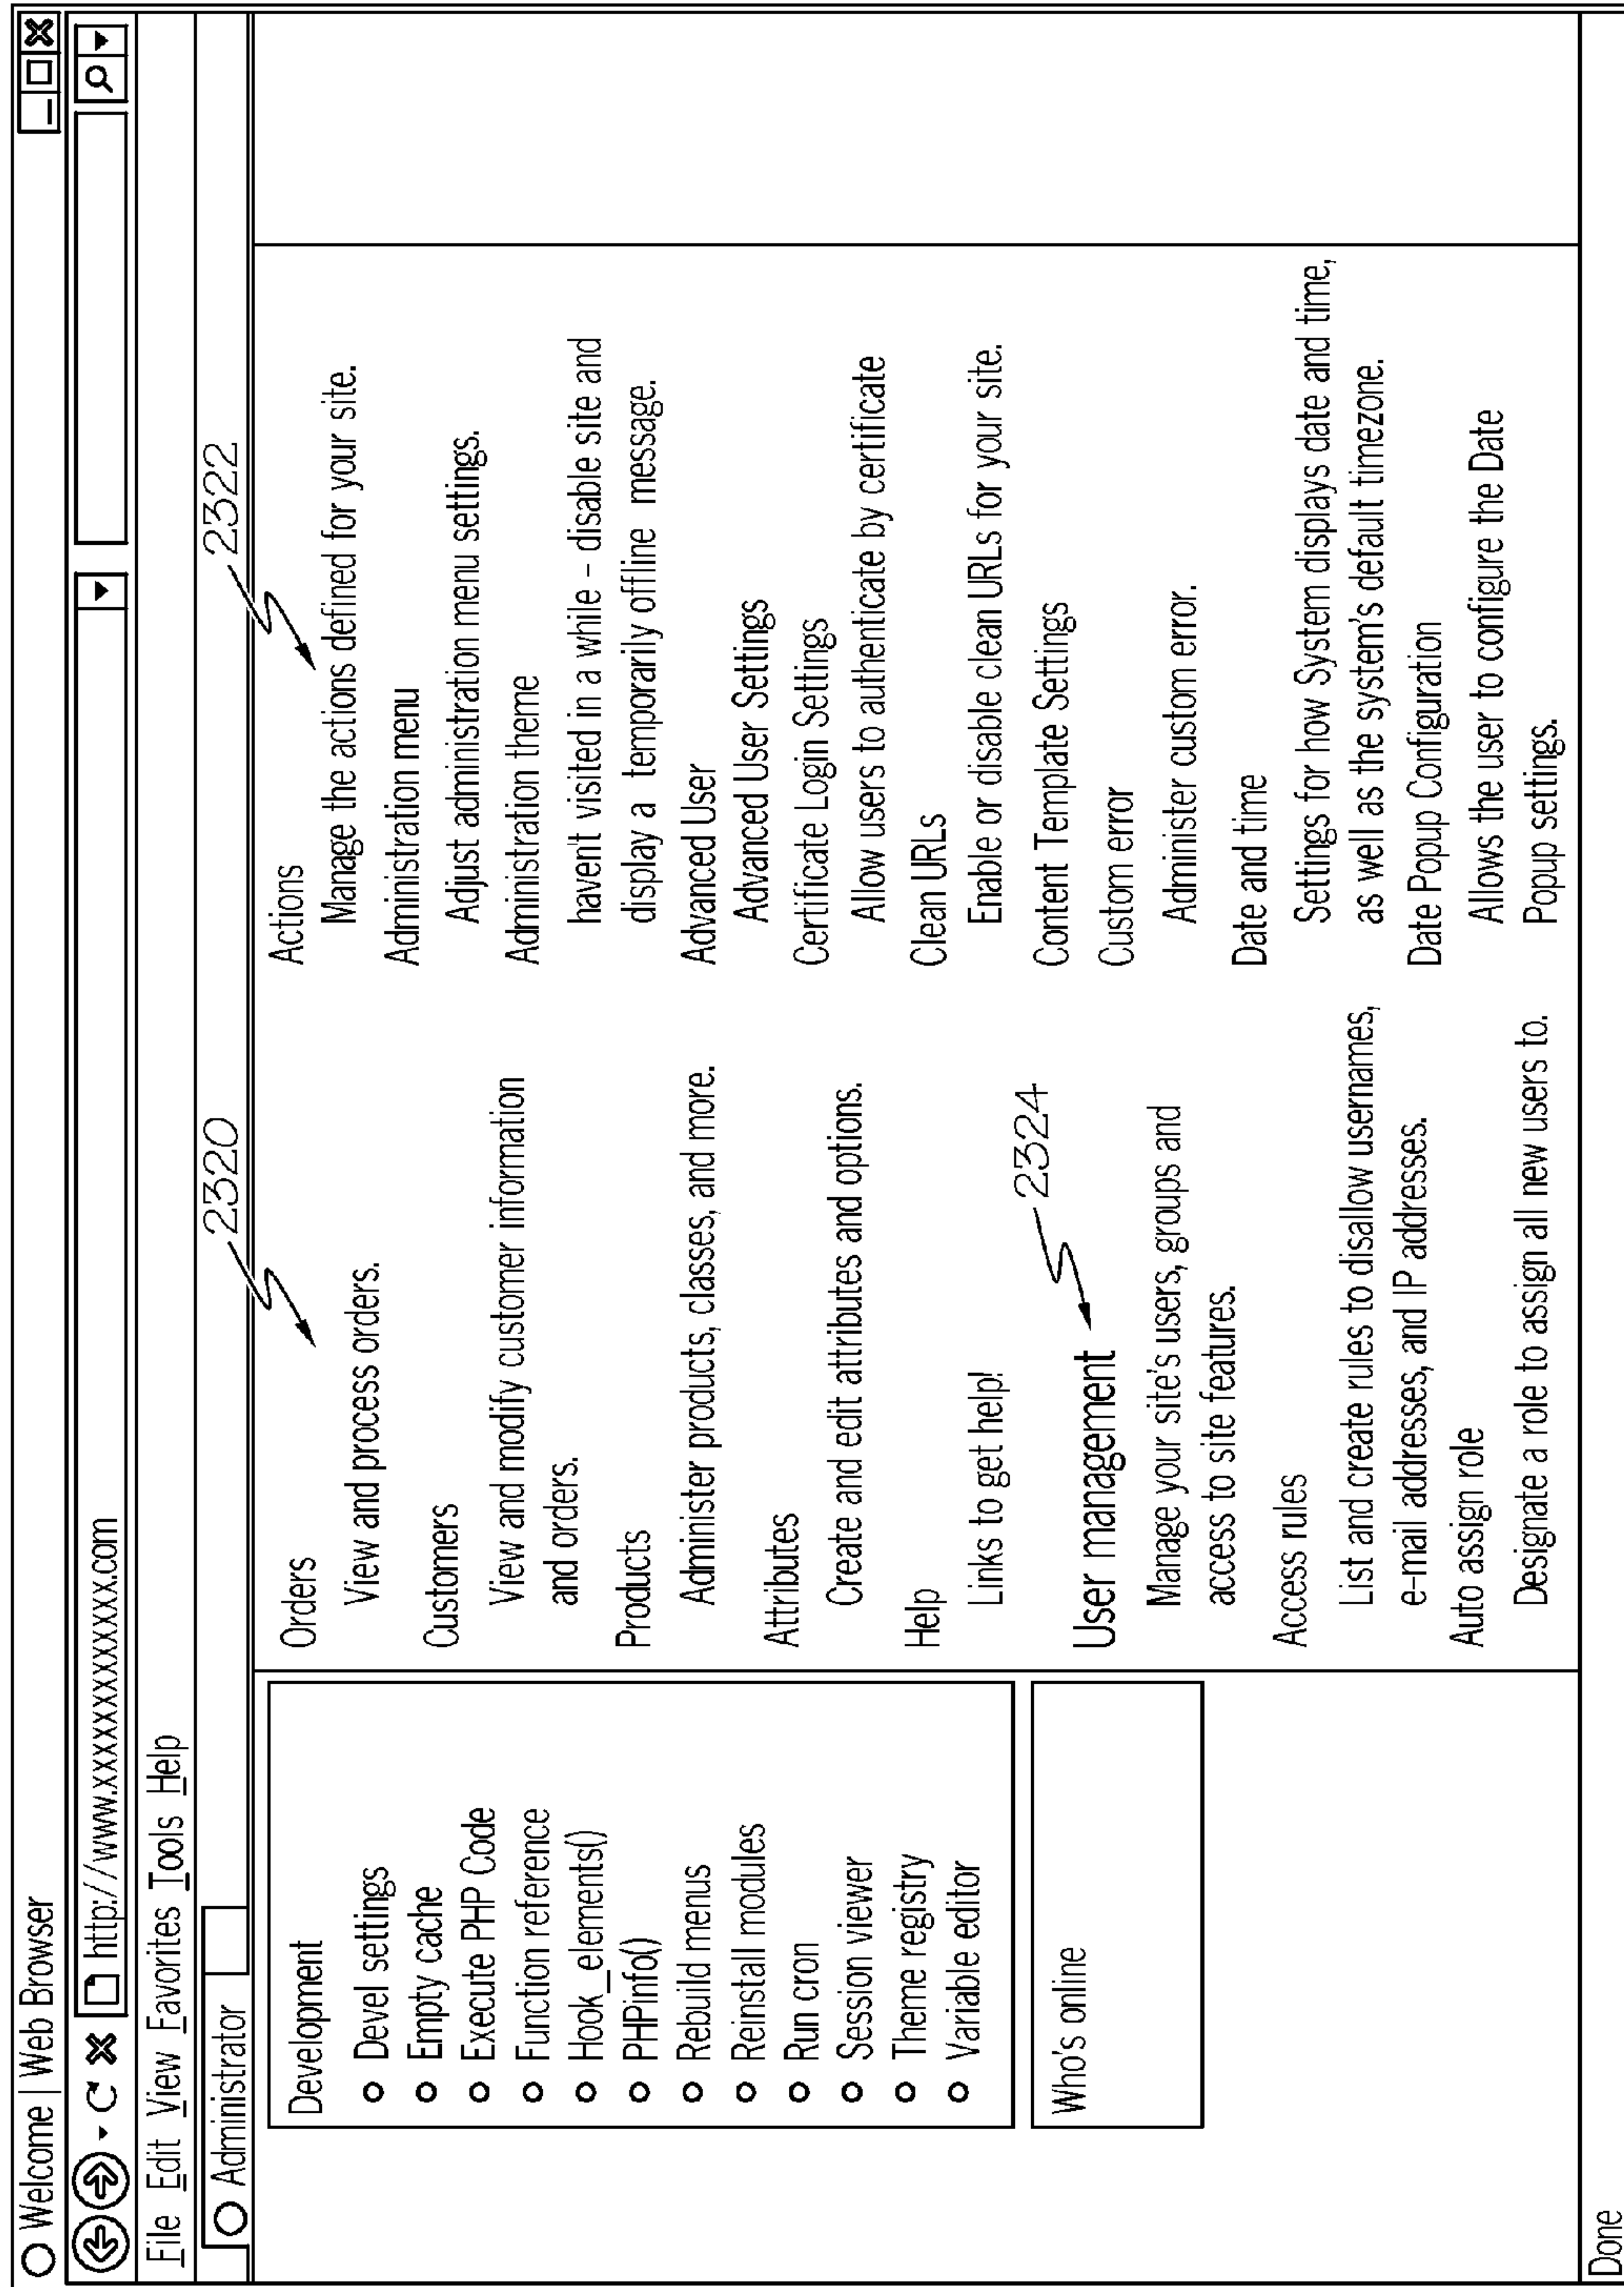 Welcome | Web Browser
http://www.xxxxxxxxxxxxxxx.com
File Edit View Favorites Tools Help
Administrator
Development
Devel settings
Empty cache
Execute PHP Code
Function reference
Hook_elements()
PHPinfo()
Rebuild menus
Reinstall modules
Run cron
Session viewer
Theme registry
Variable editor
Who's online
2320
Orders
View and process orders.
Customers
View and modify customer information
and orders.
Products
Administer products, classes, and more.
Attributes
Create and edit attributes and options.
Help
Links to get help!
2324
User management
Manage your site's users, groups and
access to site features.
Access rules
List and create rules to disallow usernames,
e-mail addresses, and IP addresses.
Auto assign role
Designate a role to assign all new users to.
2322
Actions
Manage the actions defined for your site.
Administration menu
Adjust administration menu settings.
Administration theme
haven't visited in a while – disable site and
display a temporarily offline message.
Advanced User
Advanced User Settings
Certificate Login Settings
Allow users to authenticate by certificate
Clean URLs
Enable or disable clean URLs for your site.
Content Template Settings
Custom error
Administer custom error.
Date and time
Settings for how System displays date and time,
as well as the system's default timezone.
Date Popup Configuration
Allows the user to configure the Date
Popup settings.
Done